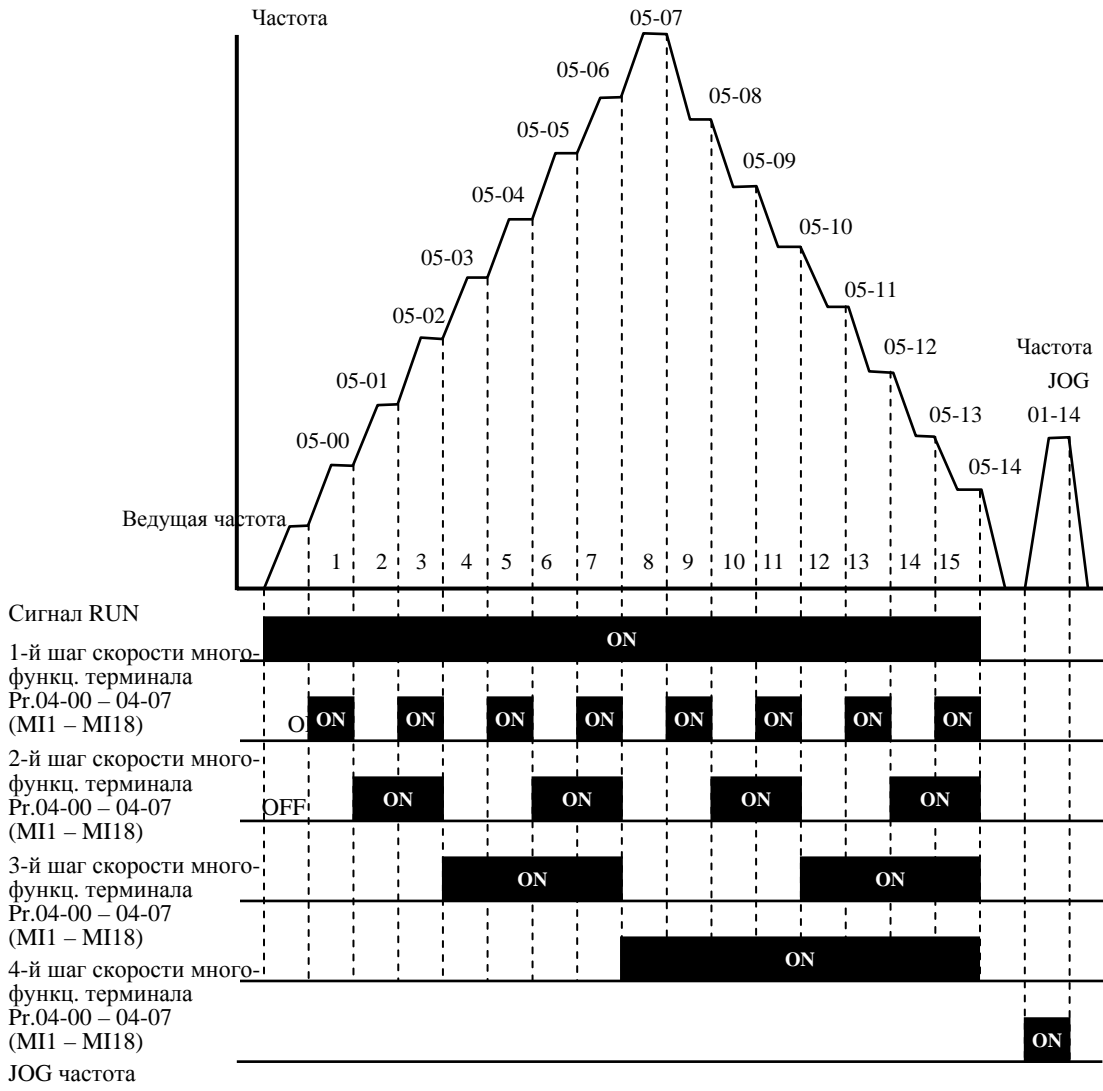 Частота
05-07
05-06
05-08
05-05
05-09
05-04
05-10
05-03
05-11
05-02
05-12
Частота
JOG
05-01
05-13
01-14
05-00
05-14
Ведущая частота
1 2 3 4 5 6 7 8 9 10 11 12 13 14 15
Сигнал RUN
ON
1-й шаг скорости много-
функц. терминала
Pr.04-00 – 04-07
(MI1 – MI18)
ON ON ON ON ON ON ON ON
2-й шаг скорости много-
функц. терминала
Pr.04-00 – 04-07
(MI1 – MI18)
OFF
ON ON ON ON
3-й шаг скорости много-
функц. терминала
Pr.04-00 – 04-07
(MI1 – MI18)
ON ON
4-й шаг скорости много-
функц. терминала
Pr.04-00 – 04-07
(MI1 – MI18)
ON
JOG частота
ON